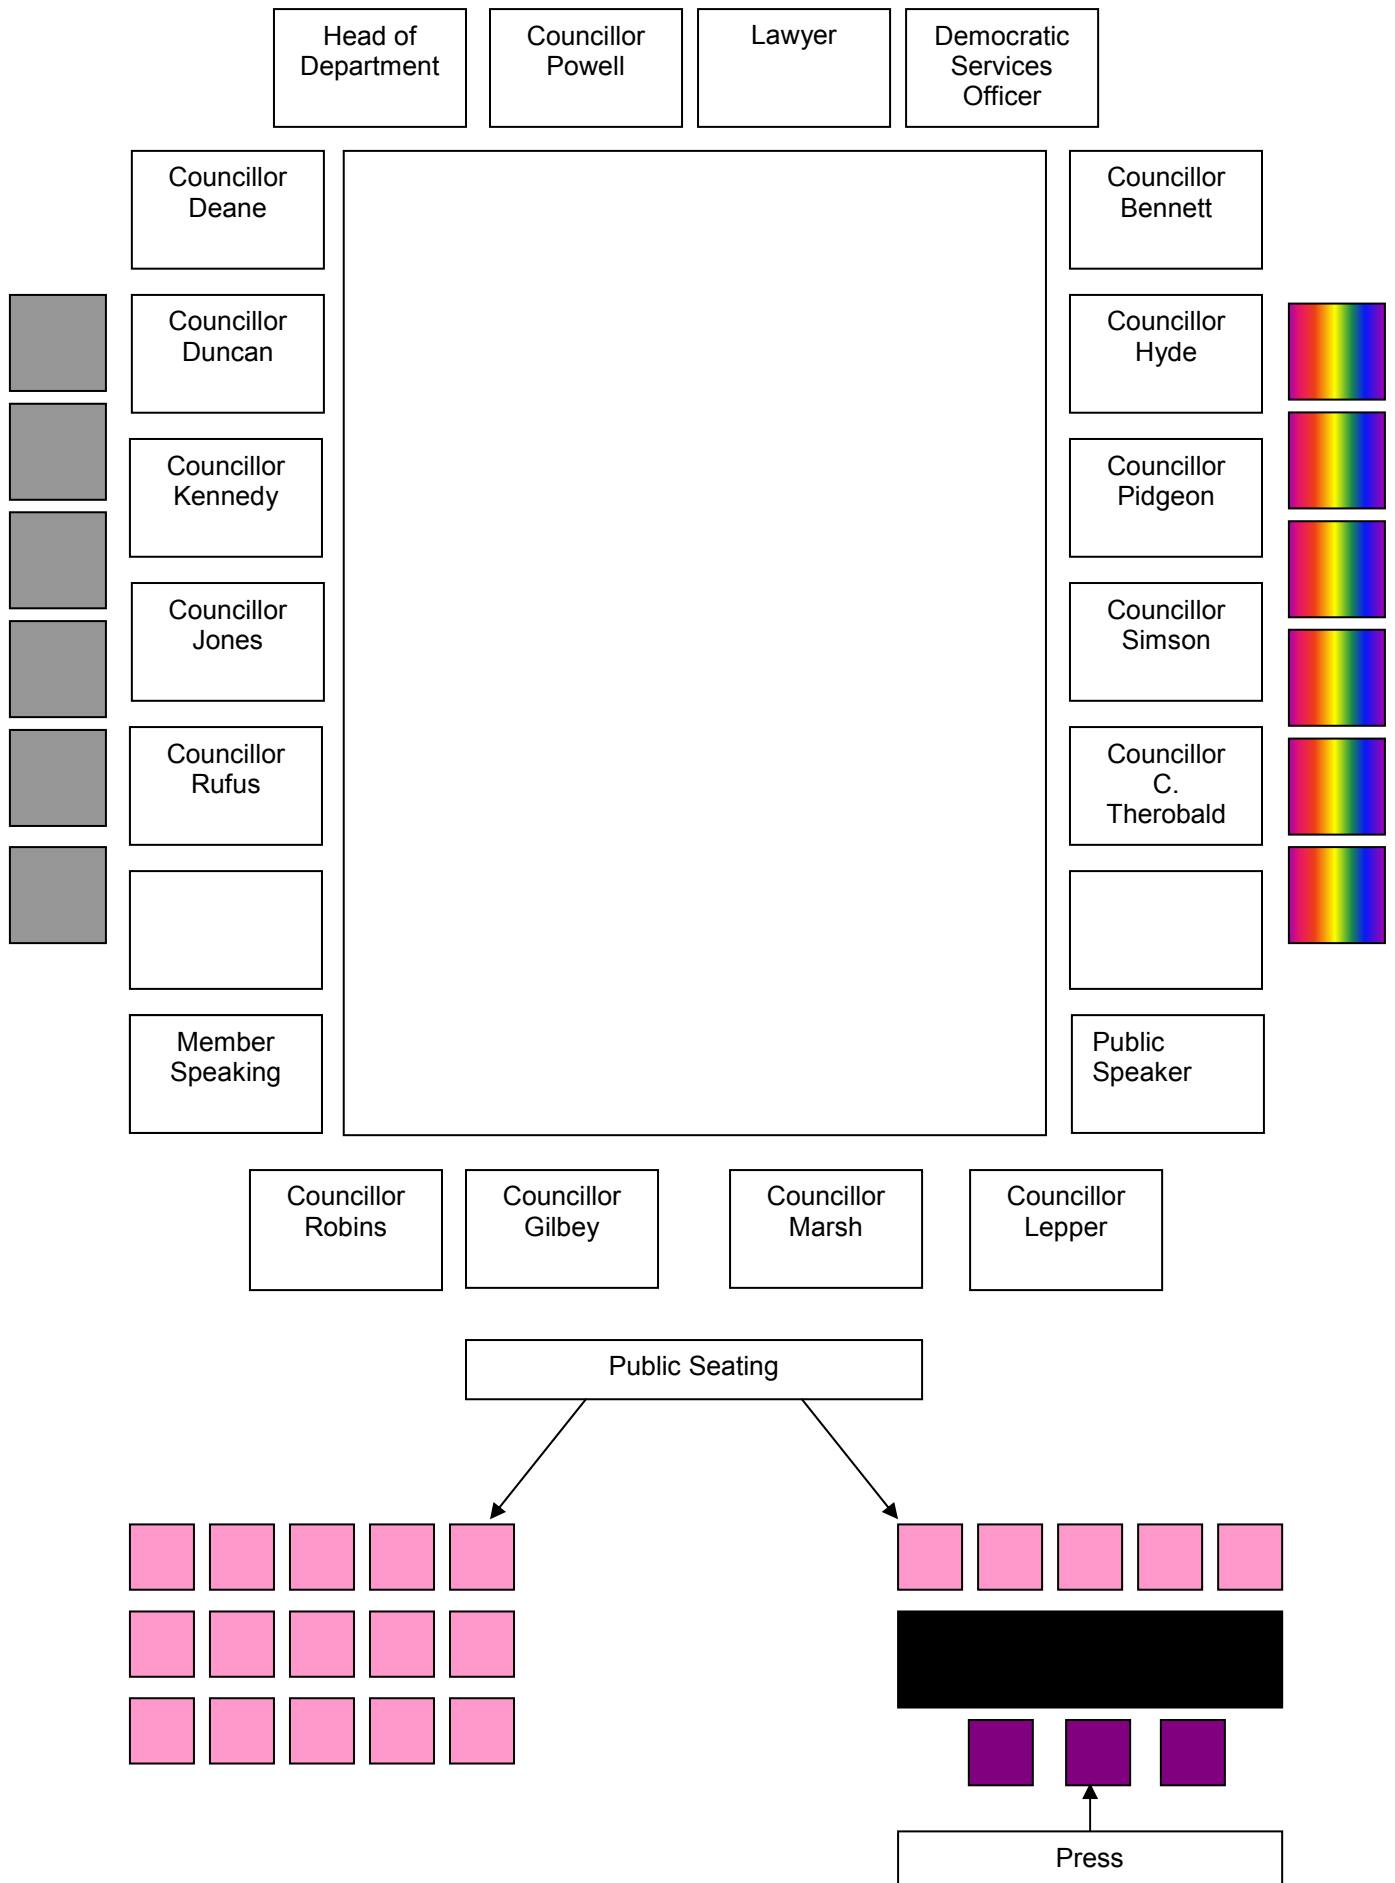 Head of
Department
Councillor
Powell
Lawyer
Democratic
Services
Officer
Councillor
Deane
Councillor
Bennett
Councillor
Duncan
Councillor
Hyde
Councillor
Kennedy
Councillor
Pidgeon
Councillor
Jones
Councillor
Simson
Councillor
Rufus
Councillor
C.
Therobald
Member
Speaking
Public
Speaker
Councillor
Robins
Councillor
Gilbey
Councillor
Marsh
Councillor
Lepper
Public Seating
Press